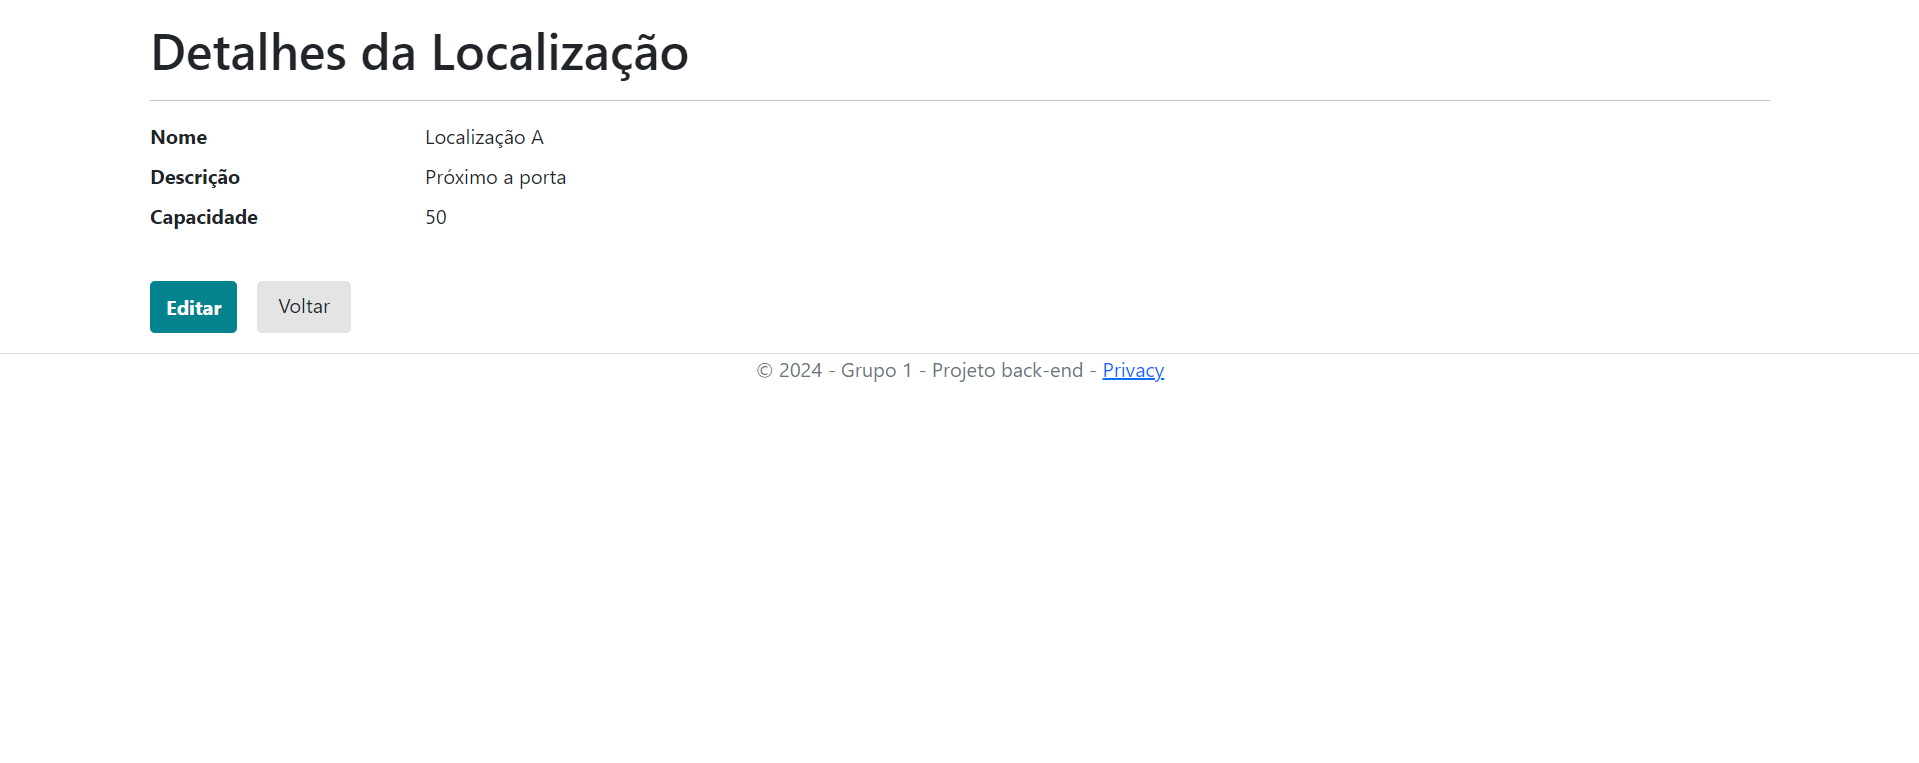 Detalhes da Localização
Nome Localização A
Descrição Próximo a porta
Capacidade 50
Editar Voltar
© 2024 - Grupo 1 - Projeto back-end - Privacy